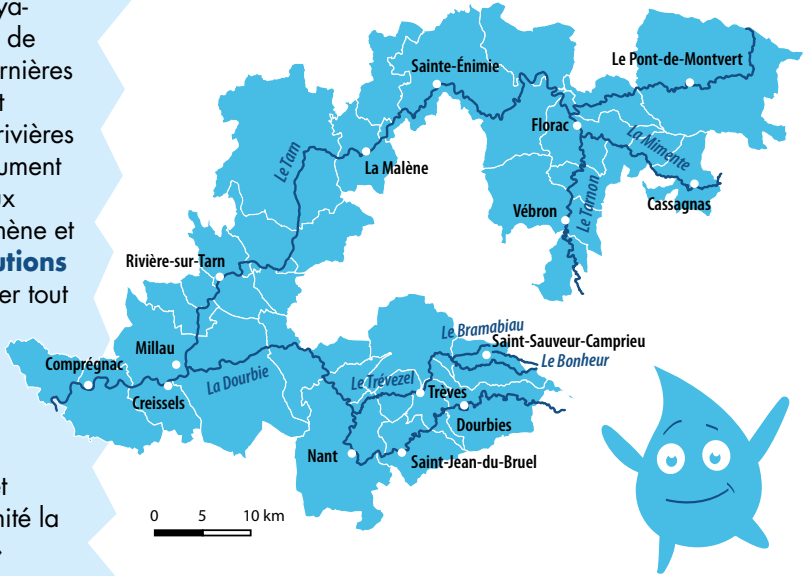 ya-
de
rnières
t
rivières
ument
ux
nène et
utions
er tout
et
nité la
»
Sainte-Énimie
Le Pont-de-Montvert
Florac
La Mimente
Le Tarn
La Malène
Cassagnas
Vébron
Le Tarnon
Rivière-sur-Tarn
Le Bramabiau
Saint-Sauveur-Camprieu
Millau
Le Bonheur
Comprégnac
La Dourbie
Le Trévezel
Trèves
Creissels
Dourbies
Nant
Saint-Jean-du-Bruel
0 5 10 km